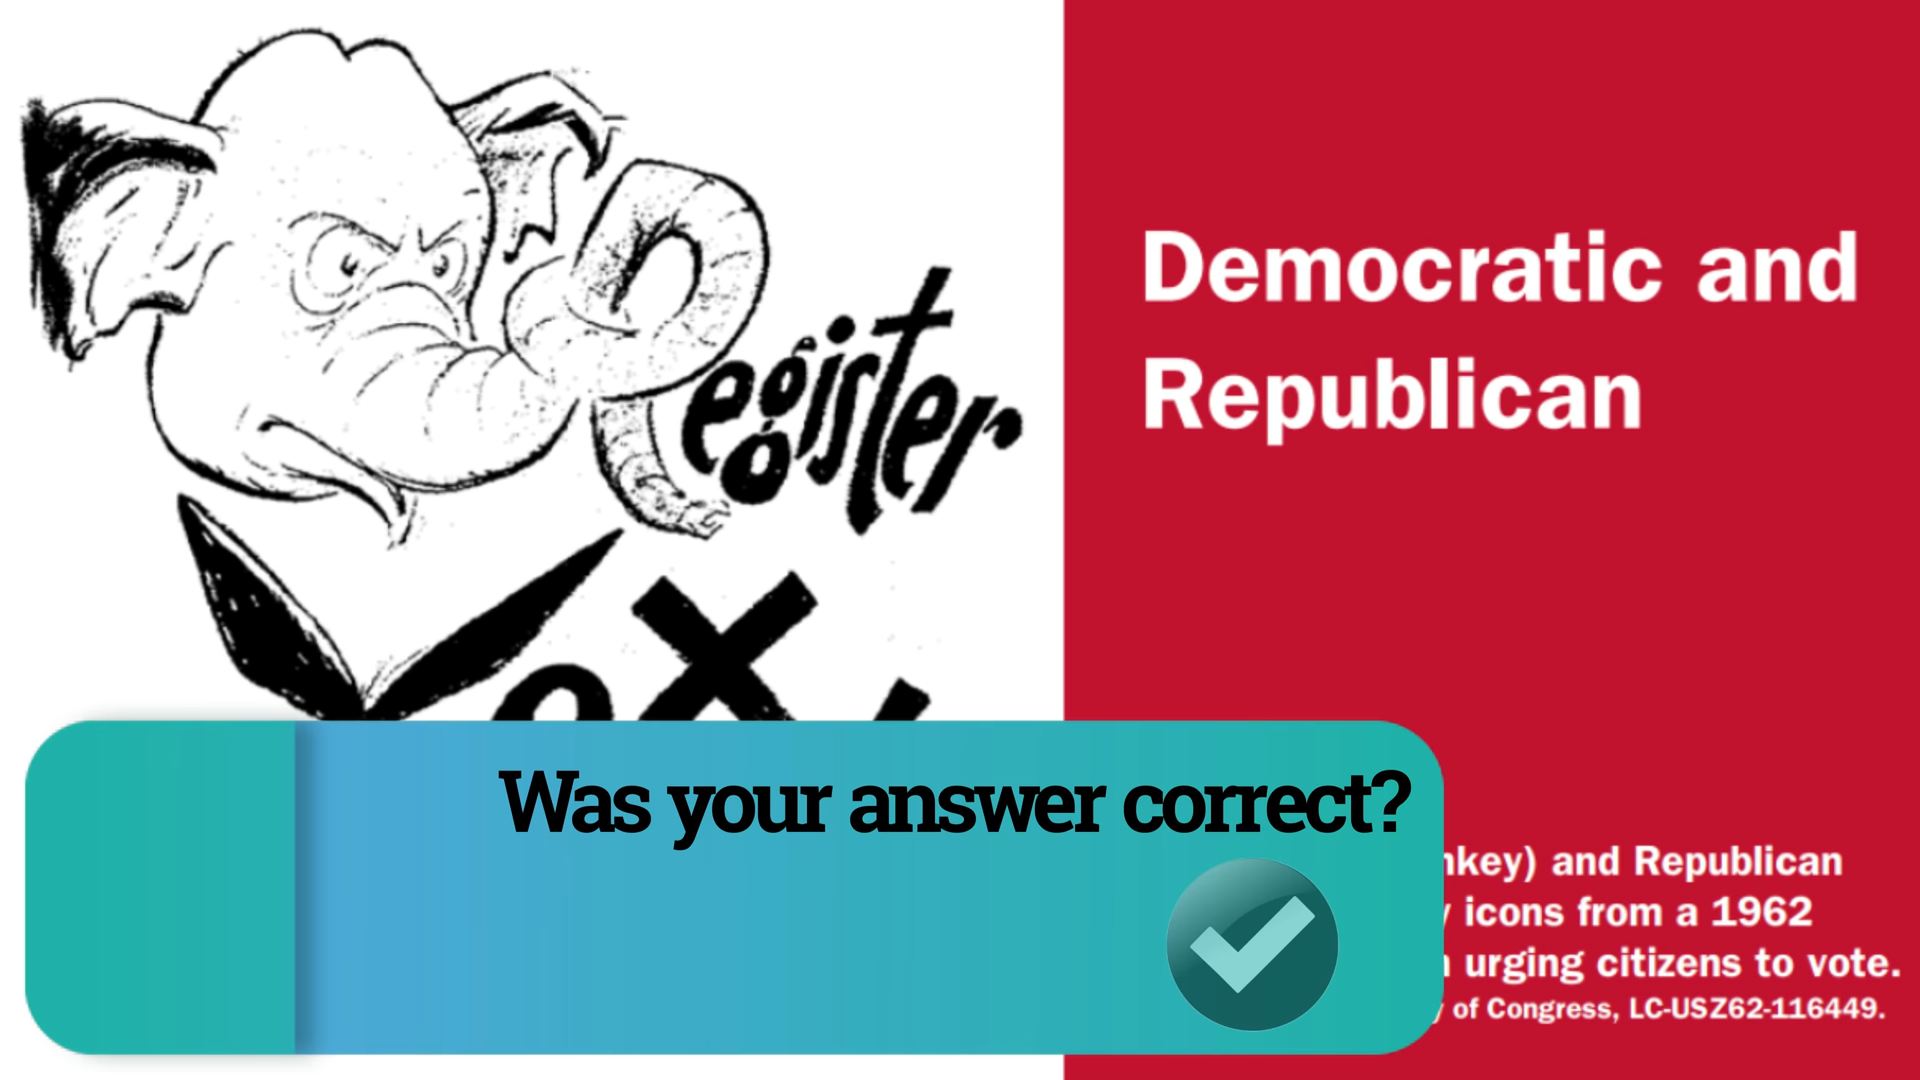 Register
Democratic and
Republican
Was your answer correct?
and Republican
icons from a 1962
urging citizens to vote.
of Congress, LC-USZ62-116449.